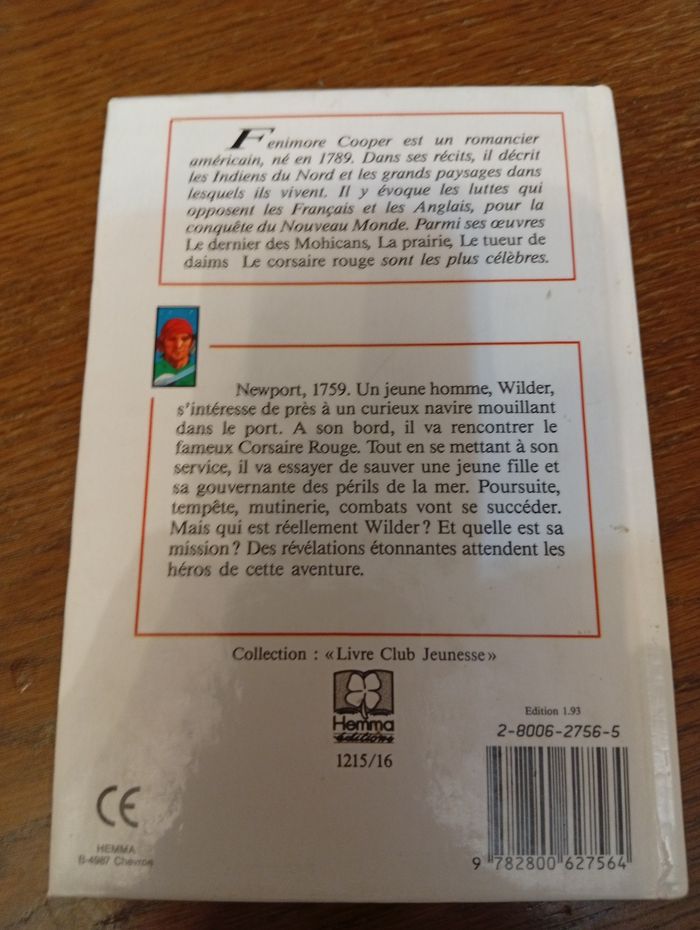 Fenimore Cooper est un romancier
américain, né en 1789. Dans ses récits, il décrit
les Indiens du Nord et les grands paysages dans
lesquels ils vivent. Il y évoque les luttes qui
opposent les Français et les Anglais, pour la
conquête du Nouveau Monde. Parmi ses œuvres
Le dernier des Mohicans, La prairie, Le tueur de
daims Le corsaire rouge sont les plus célèbres.
Newport, 1759. Un jeune homme, Wilder,
s'intéresse de près à un curieux navire mouillant
dans le port. A son bord, il va rencontrer le
fameux Corsaire Rouge. Tout en se mettant à son
service, il va essayer de sauver une jeune fille et
sa gouvernante des périls de la mer. Poursuite,
tempête, mutinerie, combats vont se succéder.
Mais qui est réellement Wilder ? Et quelle est sa
mission ? Des révélations étonnantes attendent les
héros de cette aventure.
Collection : « Livre Club Jeunesse »
Hemma
éditions
1215/16
Edition 1.93
2-8006-2756-5
9 782800 627564
CE
HEMMA
B-4987 Chevron